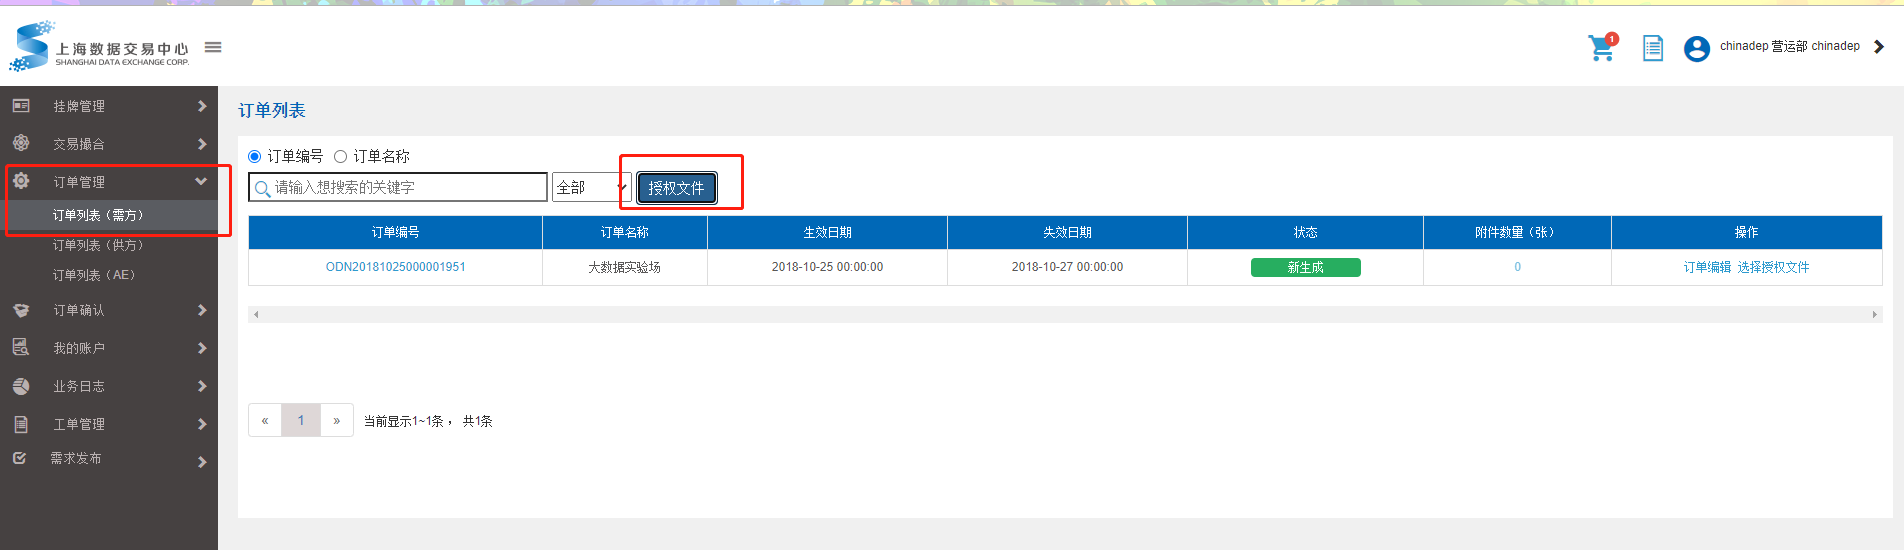 上海数据交易中心
SHANGHAI DATA EXCHANGE CORP.
1
chinadep 营运部 chinadep
挂牌管理
交易撮合
订单管理
订单列表（需方）
订单列表（供方）
订单列表（AE）
订单确认
我的账户
业务日志
工单管理
需求发布
订单列表
订单编号 订单名称
请输入想搜索的关键字 全部 授权文件
订单编号 订单名称 生效日期 失效日期 状态 附件数量（张） 操作
ODN20181025000001951 大数据实验场 2018-10-25 00:00:00 2018-10-27 00:00:00 新生成 0 订单编辑 选择授权文件
« 1 » 当前显示1~1条 ， 共1条